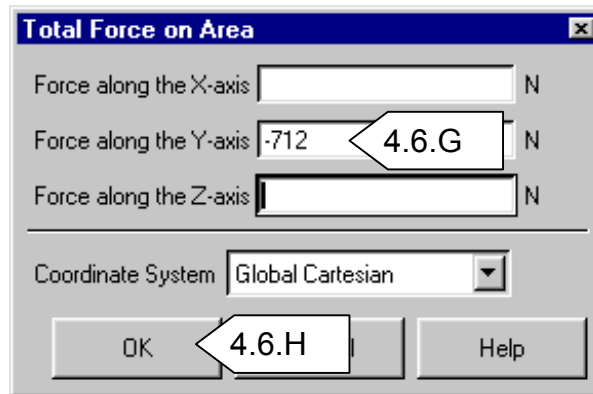 Total Force on Area
Force along the X-axis N
Force along the Y-axis -712 4.6.G N
Force along the Z-axis N
Coordinate System Global Cartesian
OK 4.6.H Help